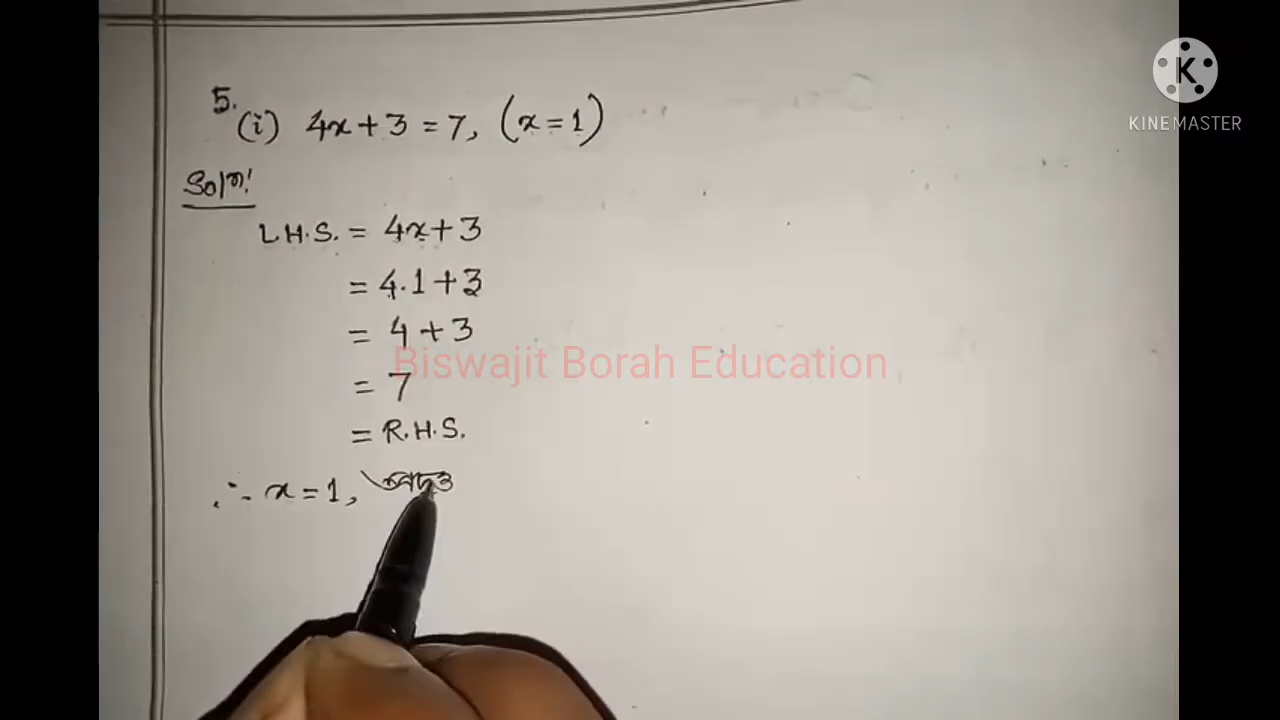 5.
(i) 4x + 3 = 7, (x = 1)
Solⁿ!
L.H.S. = 4x + 3
= 4.1 + 3
= 4 + 3
= 7
= R.H.S.
∴ x = 1,
Biswajit Borah Education
KINEMASTER